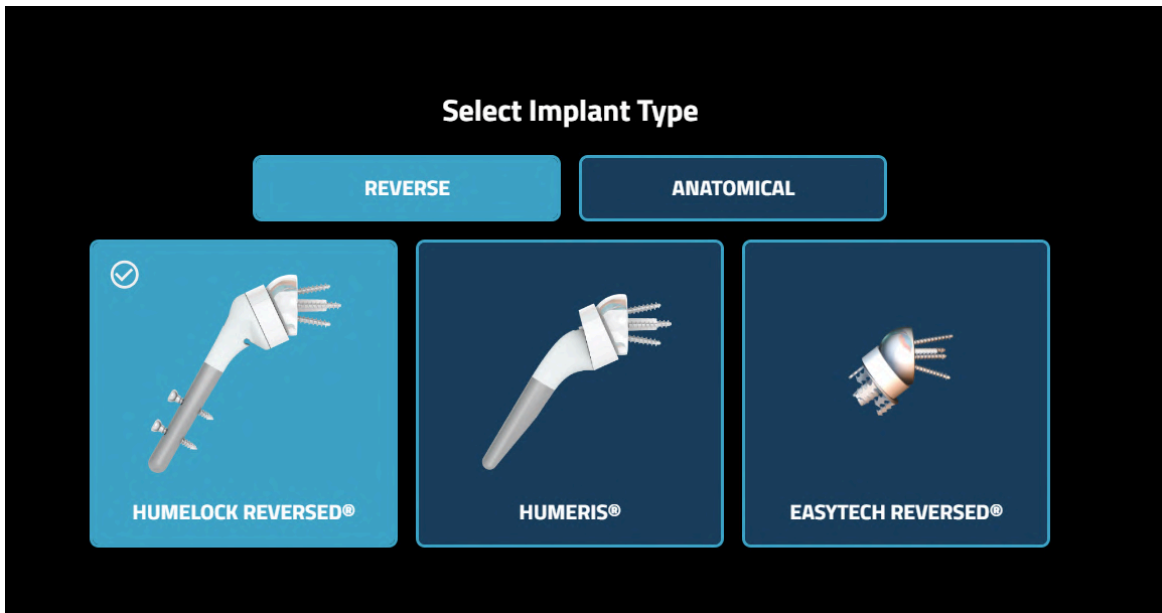 Select Implant Type
REVERSE
ANATOMICAL
HUMELOCK REVERSED®
HUMERIS®
EASYTECH REVERSED®